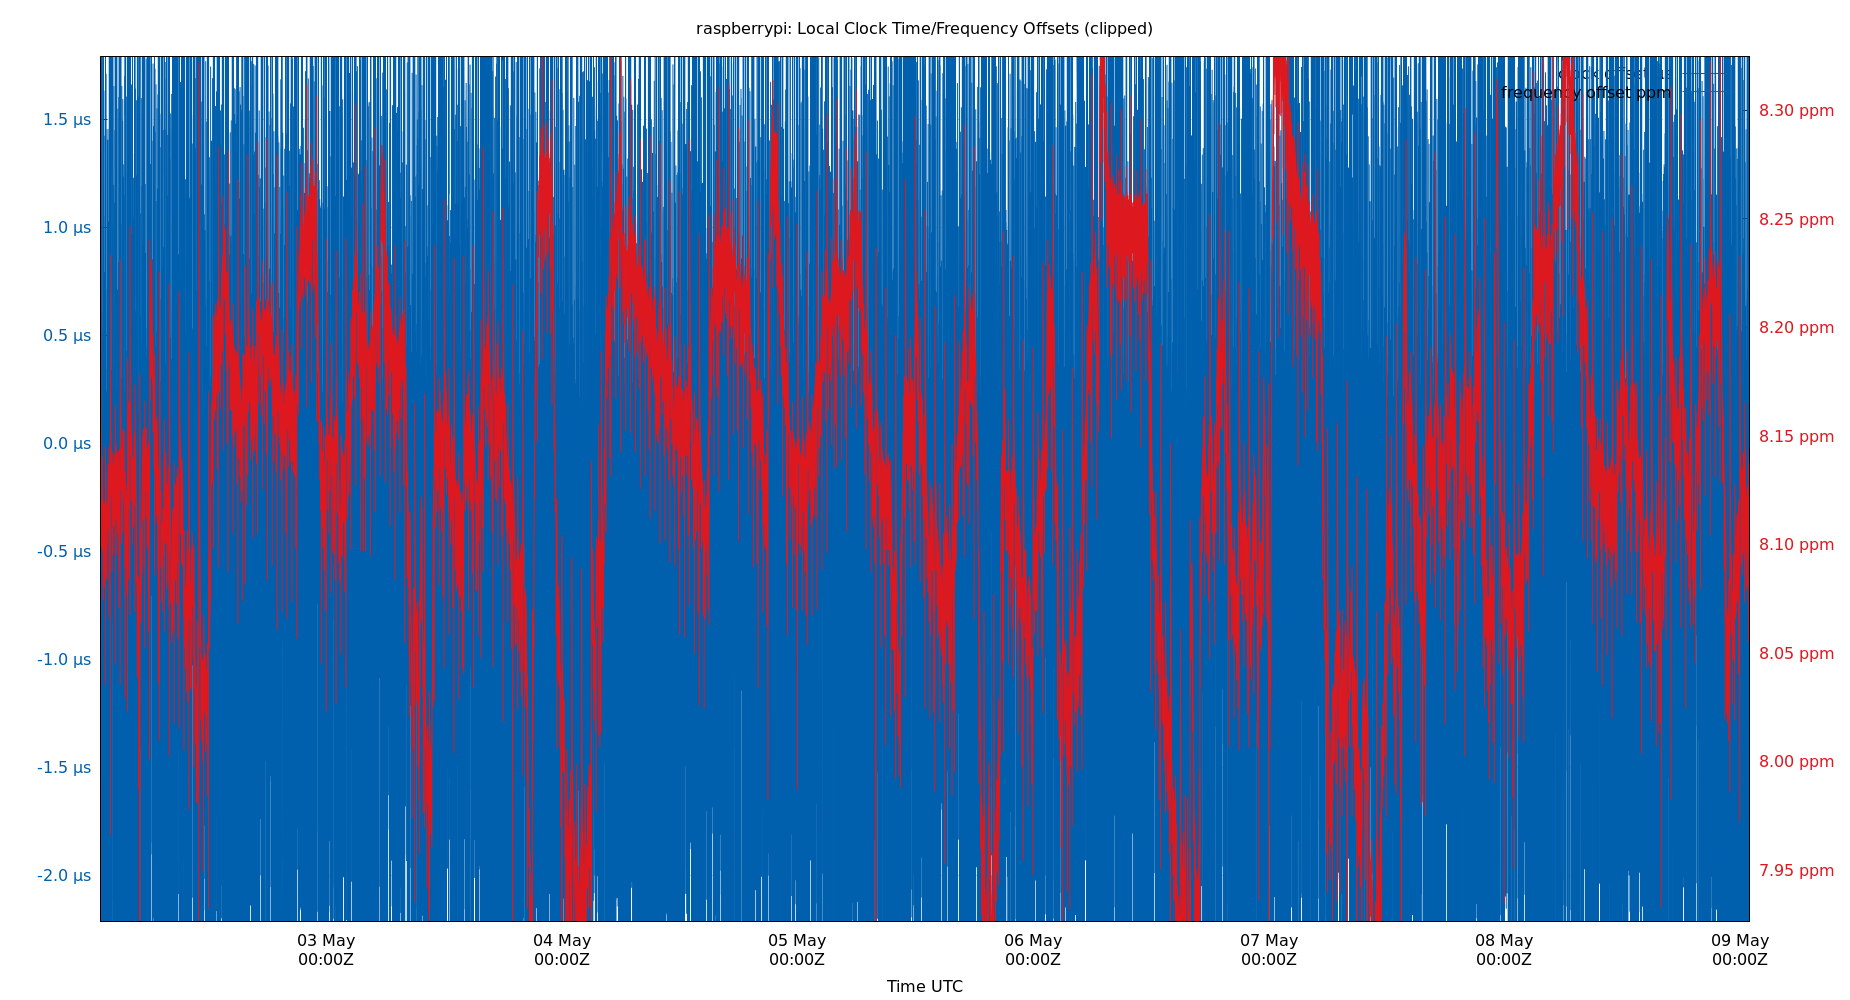 raspberrypi: Local Clock Time/Frequency Offsets (clipped)
clock offset µs
frequency offset ppm
1.5 µs
1.0 µs
0.5 µs
0.0 µs
-0.5 µs
-1.0 µs
-1.5 µs
-2.0 µs
8.30 ppm
8.25 ppm
8.20 ppm
8.15 ppm
8.10 ppm
8.05 ppm
8.00 ppm
7.95 ppm
03 May
00:00Z
04 May
00:00Z
05 May
00:00Z
06 May
00:00Z
07 May
00:00Z
08 May
00:00Z
09 May
00:00Z
Time UTC